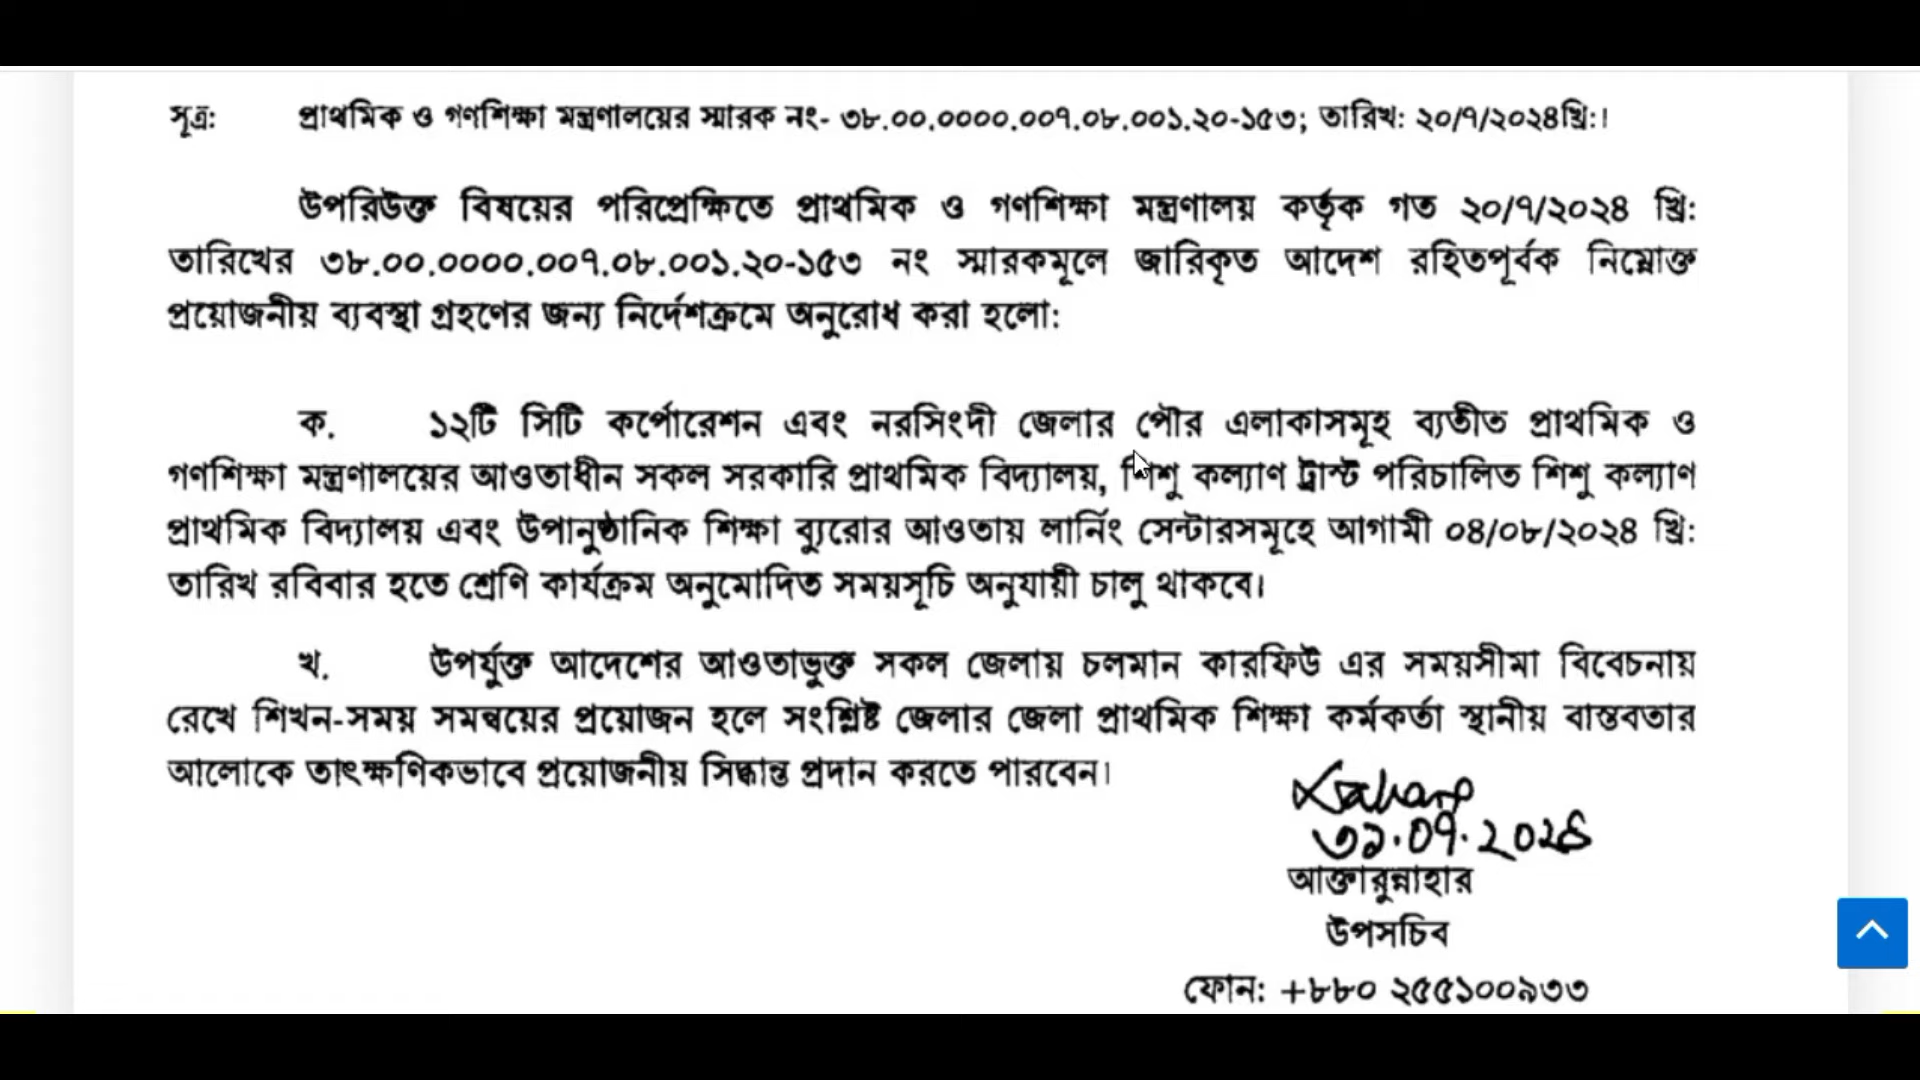 সূত্র: প্রাথমিক ও গণশিক্ষা মন্ত্রণালয়ের স্মারক নং- ৩৮.০০.০০০০.০০৭.০৮.০০১.২০-১৫৩; তারিখ: ২০/৭/২০২৪খ্রি:।
উপরিউক্ত বিষয়ের পরিপ্রেক্ষিতে প্রাথমিক ও গণশিক্ষা মন্ত্রণালয় কর্তৃক গত ২০/৭/২০২৪ খ্রি:
তারিখের ৩৮.০০.০০০০.০০৭.০৮.০০১.২০-১৫৩ নং স্মারকমূলে জারিকৃত আদেশ রহিতপূর্বক নিম্নোক্ত
প্রয়োজনীয় ব্যবস্থা গ্রহণের জন্য নির্দেশক্রমে অনুরোধ করা হলো:
ক. ১২টি সিটি কর্পোরেশন এবং নরসিংদী জেলার পৌর এলাকাসমূহ ব্যতীত প্রাথমিক ও
গণশিক্ষা মন্ত্রণালয়ের আওতাধীন সকল সরকারি প্রাথমিক বিদ্যালয়, শিশু কল্যাণ ট্রাস্ট পরিচালিত শিশু কল্যাণ
প্রাথমিক বিদ্যালয় এবং উপানুষ্ঠানিক শিক্ষা ব্যুরোর আওতায় লার্নিং সেন্টারসমূহে আগামী ০৪/০৮/২০২৪ খ্রি:
তারিখ রবিবার হতে শ্রেণি কার্যক্রম অনুমোদিত সময়সূচি অনুযায়ী চালু থাকবে।
খ. উপর্যুক্ত আদেশের আওতাভুক্ত সকল জেলায় চলমান কারফিউ এর সময়সীমা বিবেচনায়
রেখে শিখন-সময় সমন্বয়ের প্রয়োজন হলে সংশ্লিষ্ট জেলার জেলা প্রাথমিক শিক্ষা কর্মকর্তা স্থানীয় বাস্তবতার
আলোকে তাৎক্ষণিকভাবে প্রয়োজনীয় সিদ্ধান্ত প্রদান করতে পারবেন।
৩১.০৭.২০২৪
আক্তারুন্নাহার
উপসচিব
ফোন: +৮৮০ ২৫৫১০০৯৩৩